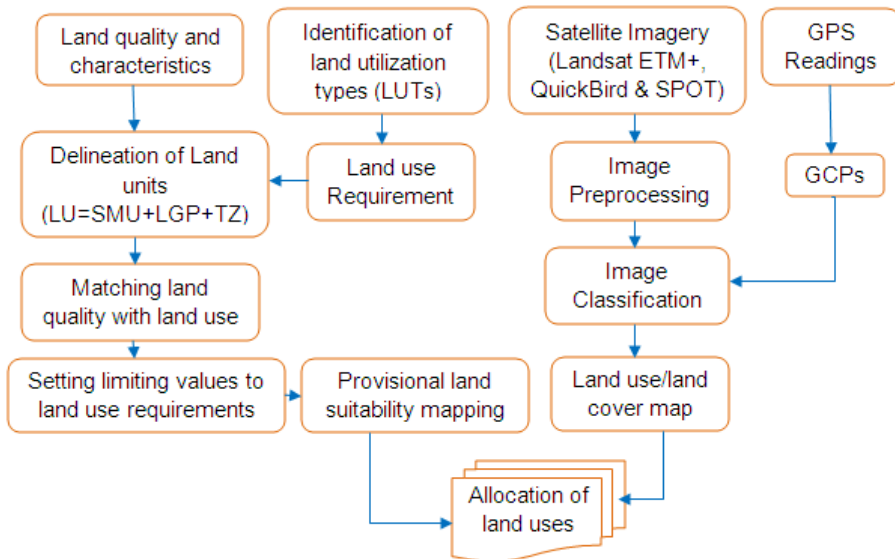 Land quality and
characteristics
Identification of
land utilization
types (LUTs)
Satellite Imagery
(Landsat ETM+,
QuickBird & SPOT)
GPS
Readings
Delineation of Land
units
(LU=SMU+LGP+TZ)
Land use
Requirement
Image
Preprocessing
GCPs
Matching land
quality with land use
Image
Classification
Setting limiting values to
land use requirements
Provisional land
suitability mapping
Land use/land
cover map
Allocation of
land uses